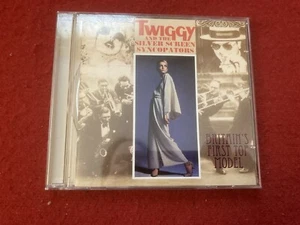 TWIGGY
AND THE
SILVER SCREEN
SYNCOPATORS
BRITAIN'S
FIRST TOP
MODEL